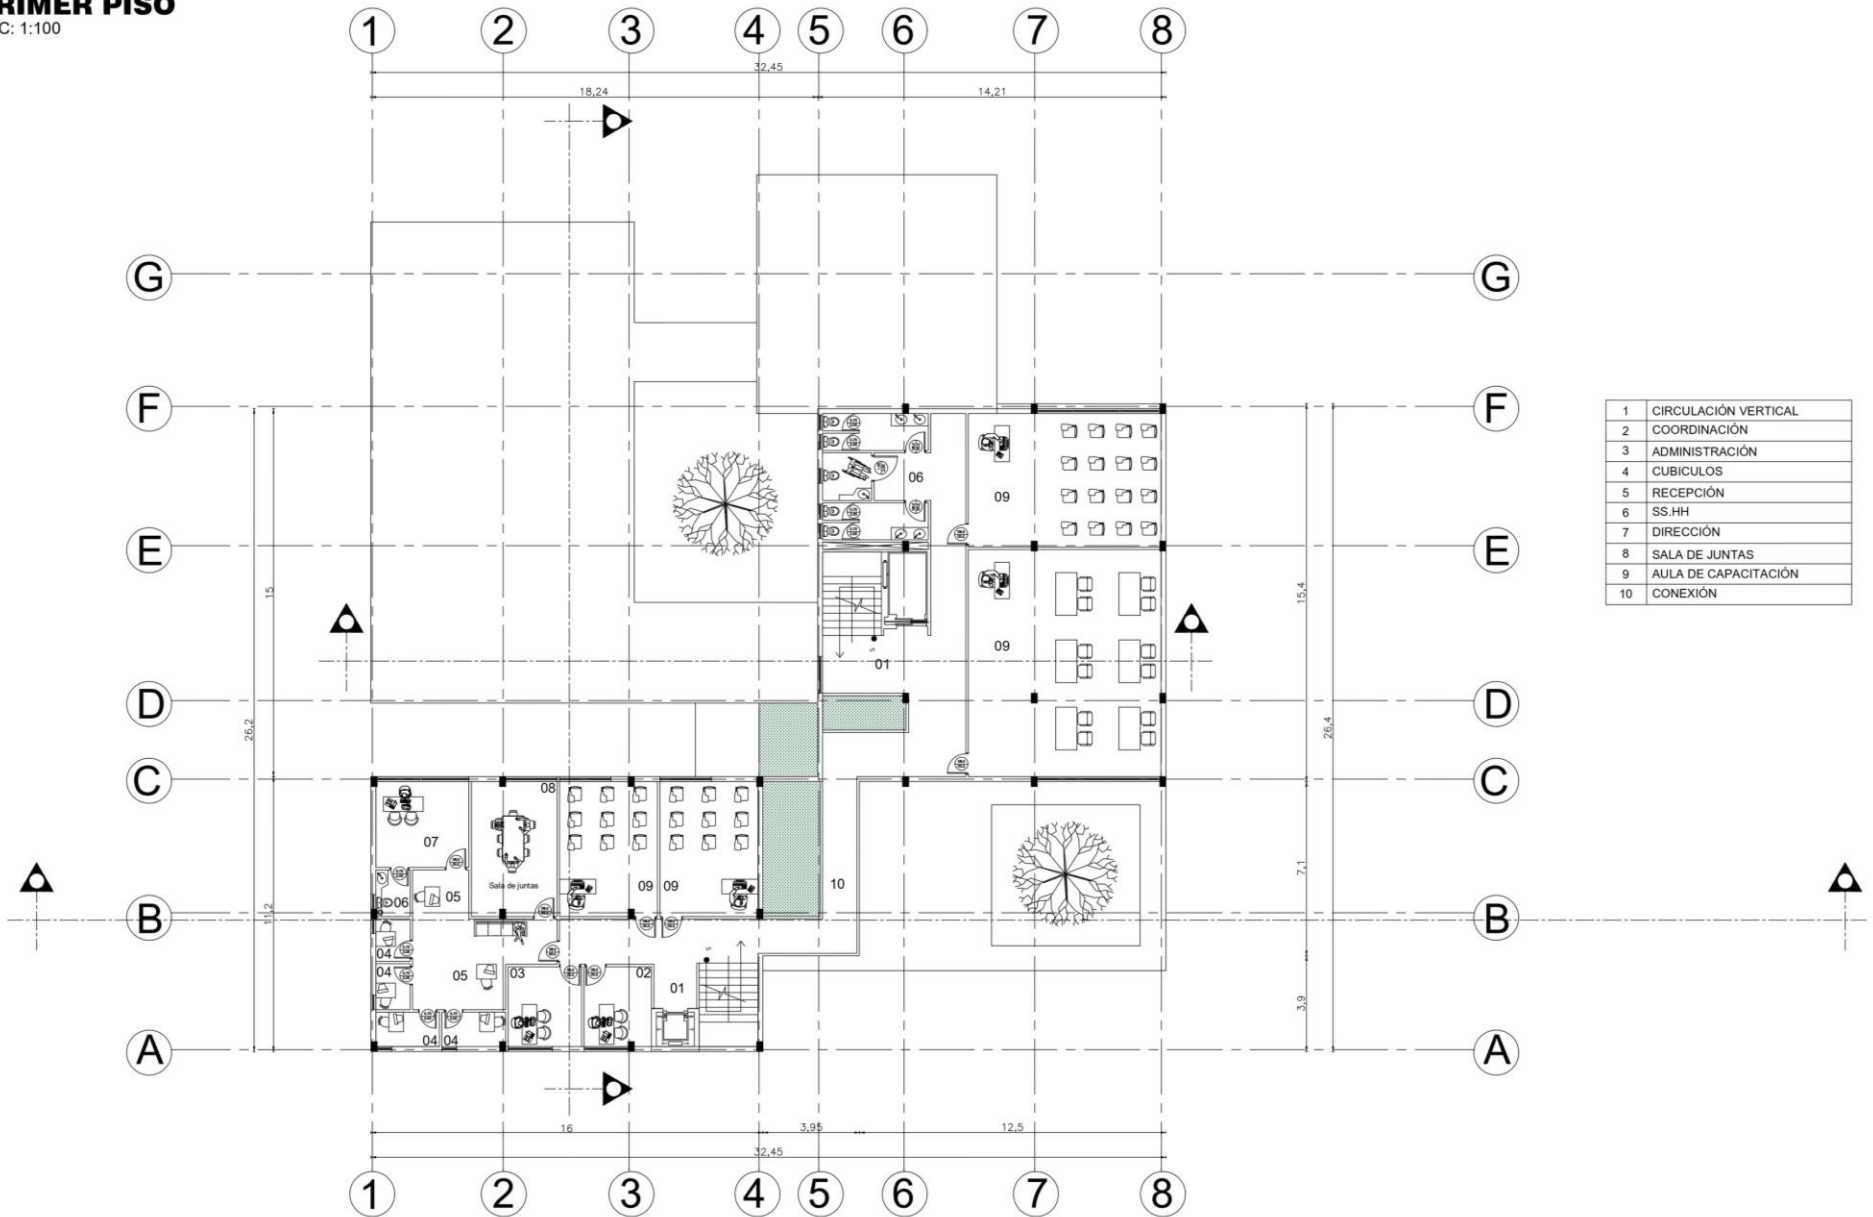 RIMER PISO
C: 1:100
1 2 3 4 5 6 7 8
32,45
18,24 14,21
G G
F F
E E
D D
C C
B B
A A
15
26,2
11,2
15,4
26,4
7,1
3,9
06
09
09
01
08
07
Sala de juntas
09 09
10
05
06
04
04
05
03
02
01
04 04
S
S
16 3,95 12,5
32,45
1 2 3 4 5 6 7 8
1 CIRCULACIÓN VERTICAL
2 COORDINACIÓN
3 ADMINISTRACIÓN
4 CUBICULOS
5 RECEPCIÓN
6 SS.HH
7 DIRECCIÓN
8 SALA DE JUNTAS
9 AULA DE CAPACITACIÓN
10 CONEXIÓN